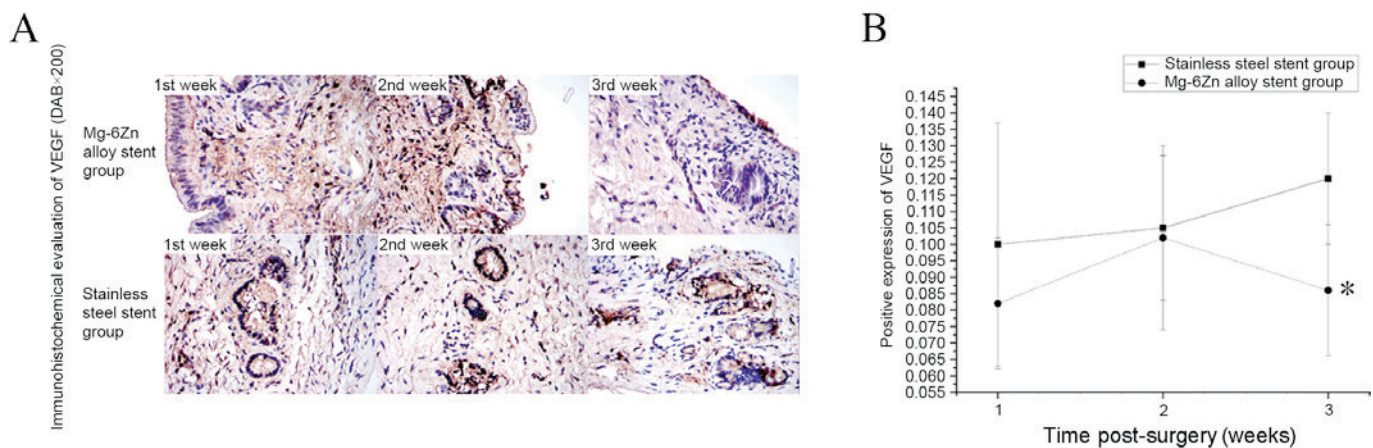 A
Immunohistochemical evaluation of VEGF (DAB×200)
Mg-6Zn
alloy stent
group
1st week
2nd week
3rd week
Stainless
steel stent
group
1st week
2nd week
3rd week
B
Stainless steel stent group
Mg-6Zn alloy stent group
Positive expression of VEGF
0.145
0.140
0.135
0.130
0.125
0.120
0.115
0.110
0.105
0.100
0.095
0.090
0.085
0.080
0.075
0.070
0.065
0.060
0.055
*
1 2 3
Time post-surgery (weeks)